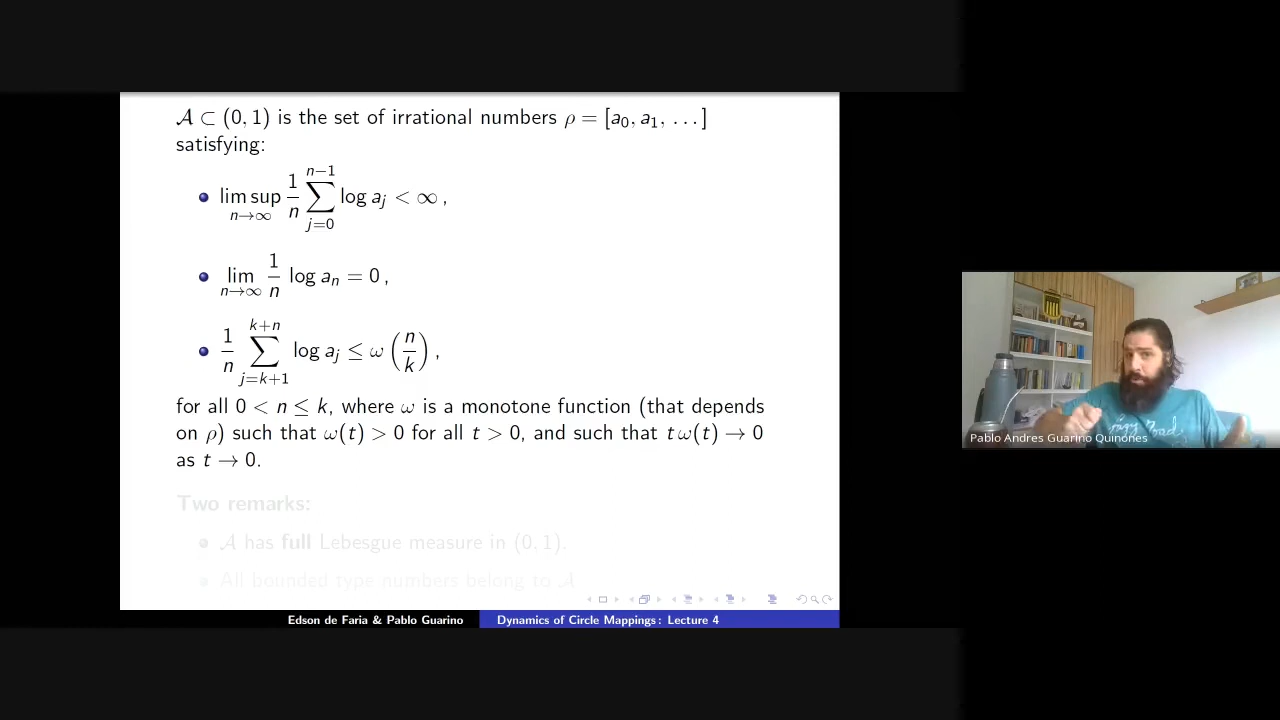 𝒜 ⊂ (0, 1) is the set of irrational numbers ρ = [a₀, a₁, …]
satisfying:
lim sup_{n→∞} 1/n ∑_{j=0}^{n−1} log a_j < ∞ ,
lim_{n→∞} 1/n log a_n = 0 ,
1/n ∑_{j=k+1}^{k+n} log a_j ≤ ω (n/k) ,
for all 0 < n ≤ k, where ω is a monotone function (that depends
on ρ) such that ω(t) > 0 for all t > 0, and such that t ω(t) → 0
as t → 0.
Two remarks:
𝒜 has full Lebesgue measure in (0, 1).
All bounded type numbers belong to 𝒜
Edson de Faria & Pablo Guarino
Dynamics of Circle Mappings: Lecture 4
Pablo Andres Guarino Quinones